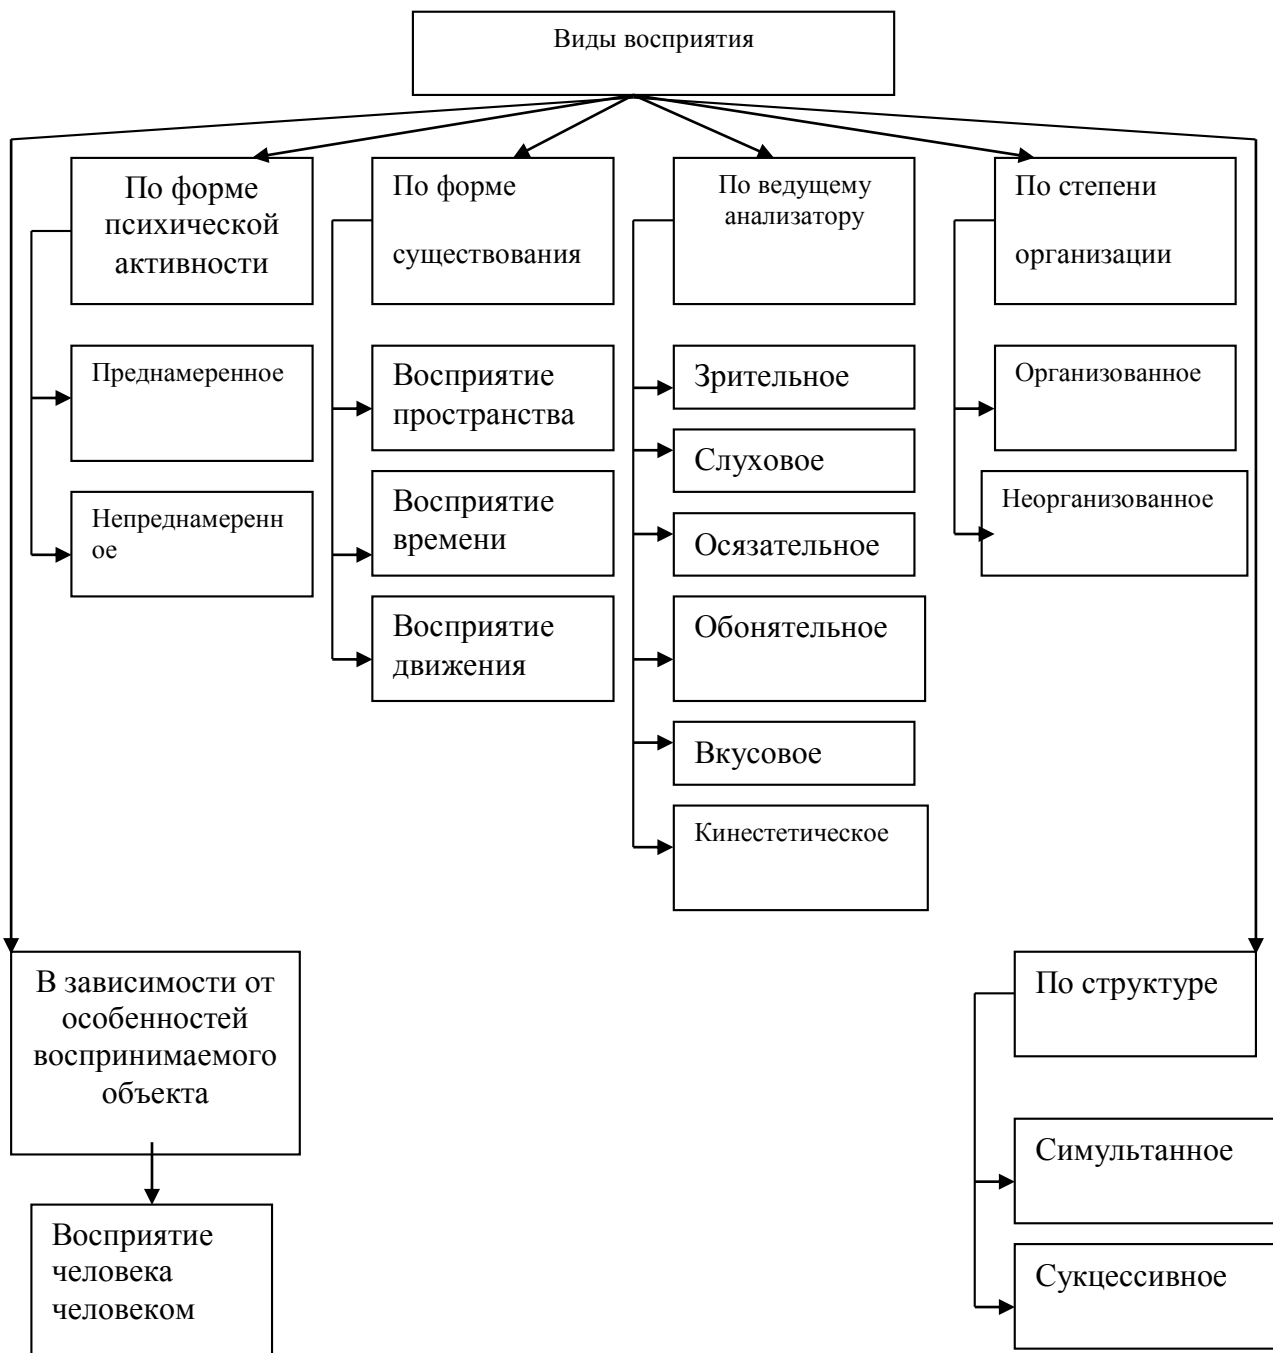 Виды восприятия
По форме
психической
активности
По форме
существования
По ведущему
анализатору
По степени
организации
Преднамеренное
Непреднамеренн
ое
Восприятие
пространства
Восприятие
времени
Восприятие
движения
Зрительное
Слуховое
Осязательное
Обонятельное
Вкусовое
Кинестетическое
Организованное
Неорганизованное
В зависимости от
особенностей
воспринимаемого
объекта
Восприятие
человека
человеком
По структуре
Симультанное
Сукцессивное